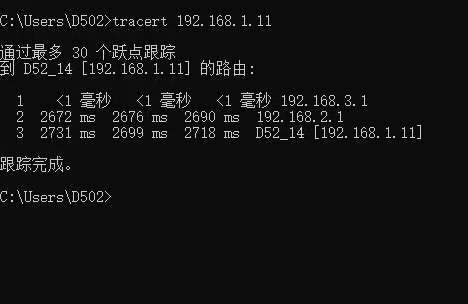 C:\Users\D502>tracert 192.168.1.11
通过最多 30 个跃点跟踪
到 D52_14 [192.168.1.11] 的路由:
1 <1 毫秒 <1 毫秒 <1 毫秒 192.168.3.1
2 2672 ms 2676 ms 2690 ms 192.168.2.1
3 2731 ms 2699 ms 2718 ms D52_14 [192.168.1.11]
跟踪完成。
C:\Users\D502>